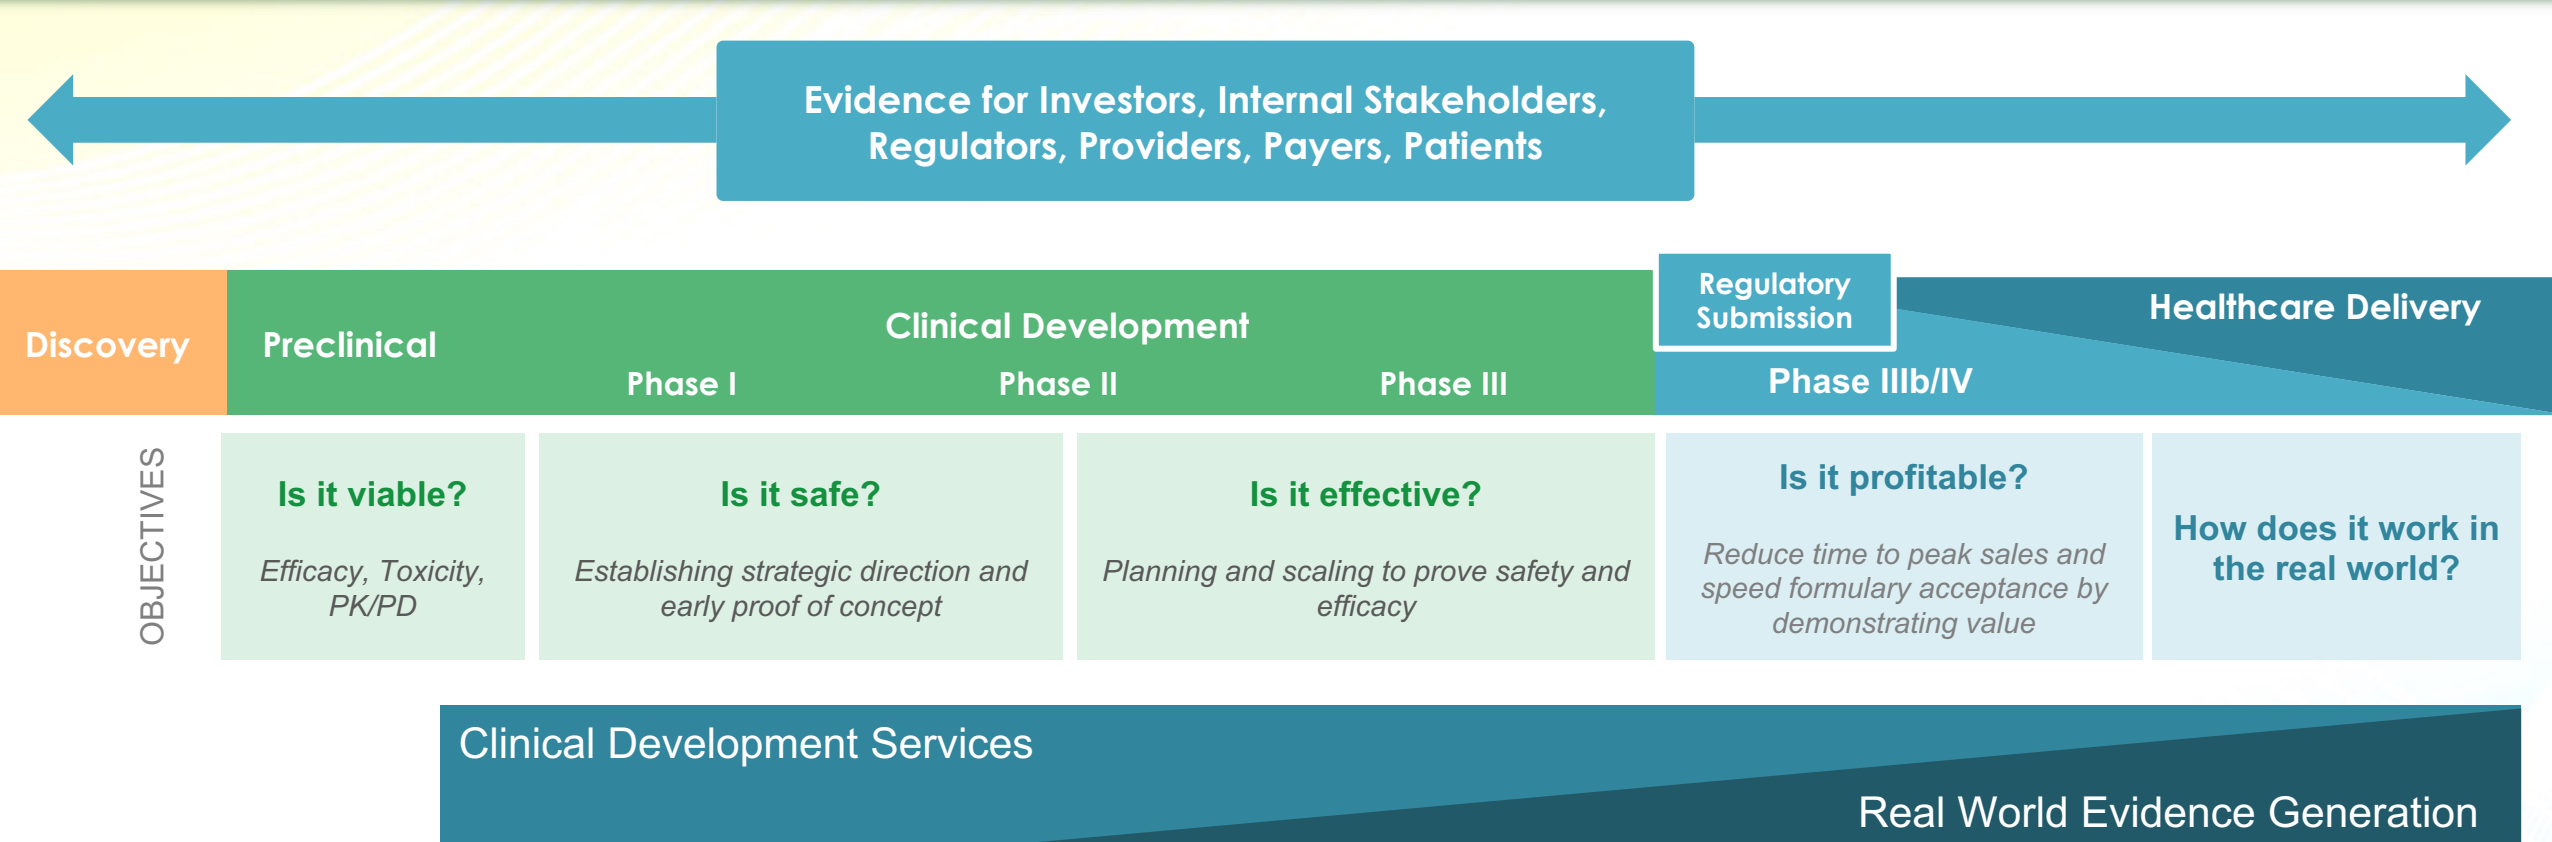 Evidence for Investors, Internal Stakeholders,
Regulators, Providers, Payers, Patients
Discovery
Preclinical
Clinical Development
Phase I
Phase II
Phase III
Regulatory
Submission
Phase IIIb/IV
Healthcare Delivery
OBJECTIVES
Is it viable?
Efficacy, Toxicity,
PK/PD
Is it safe?
Establishing strategic direction and
early proof of concept
Is it effective?
Planning and scaling to prove safety and
efficacy
Is it profitable?
Reduce time to peak sales and
speed formulary acceptance by
demonstrating value
How does it work in
the real world?
Clinical Development Services
Real World Evidence Generation